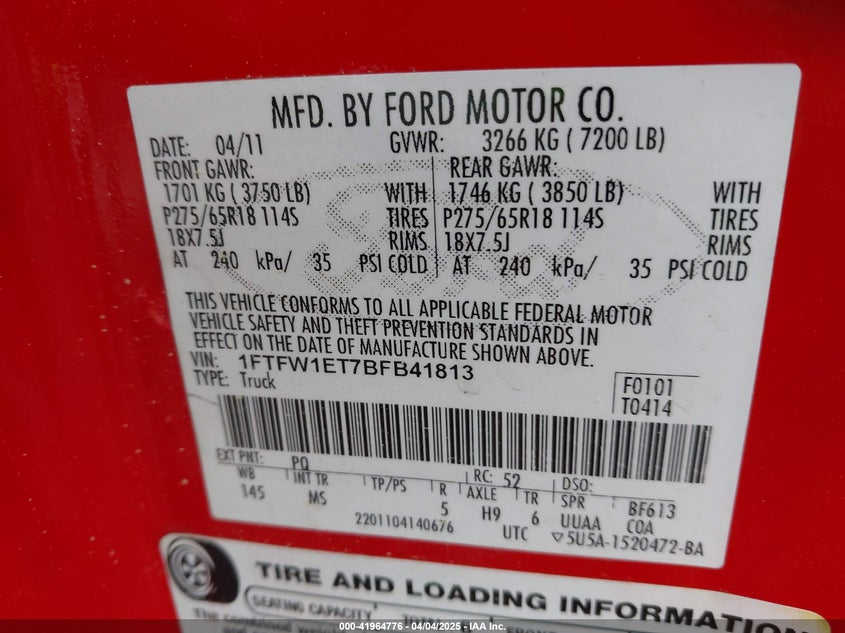 MFD. BY FORD MOTOR CO.
DATE: 04/11 GVWR: 3266 KG ( 7200 LB)
FRONT GAWR: REAR GAWR:
1701 KG ( 3750 LB) WITH 1746 KG ( 3850 LB) WITH
P275/65R18 114S TIRES P275/65R18 114S TIRES
18X7.5J RIMS 18X7.5J RIMS
AT 240 kPa/ 35 PSI COLD AT 240 kPa/ 35 PSI COLD
THIS VEHICLE CONFORMS TO ALL APPLICABLE FEDERAL MOTOR
VEHICLE SAFETY AND THEFT PREVENTION STANDARDS IN
EFFECT ON THE DATE OF MANUFACTURE SHOWN ABOVE.
VIN: 1FTFW1ET7BFB41813
TYPE: Truck
F0101
T0414
EXT PNT: PQ RC: 52 DSO:
WB INT TR TP/PS R AXLE TR SPR BF613
145 MS 5 H9 6 UUAA COA
2201104140676 UTC ▽5U5A-1520472-BA
TIRE AND LOADING INFORMATION
SEATING CAPACITY
The combined
000-41964776 - 04/04/2025 - IAA Inc.